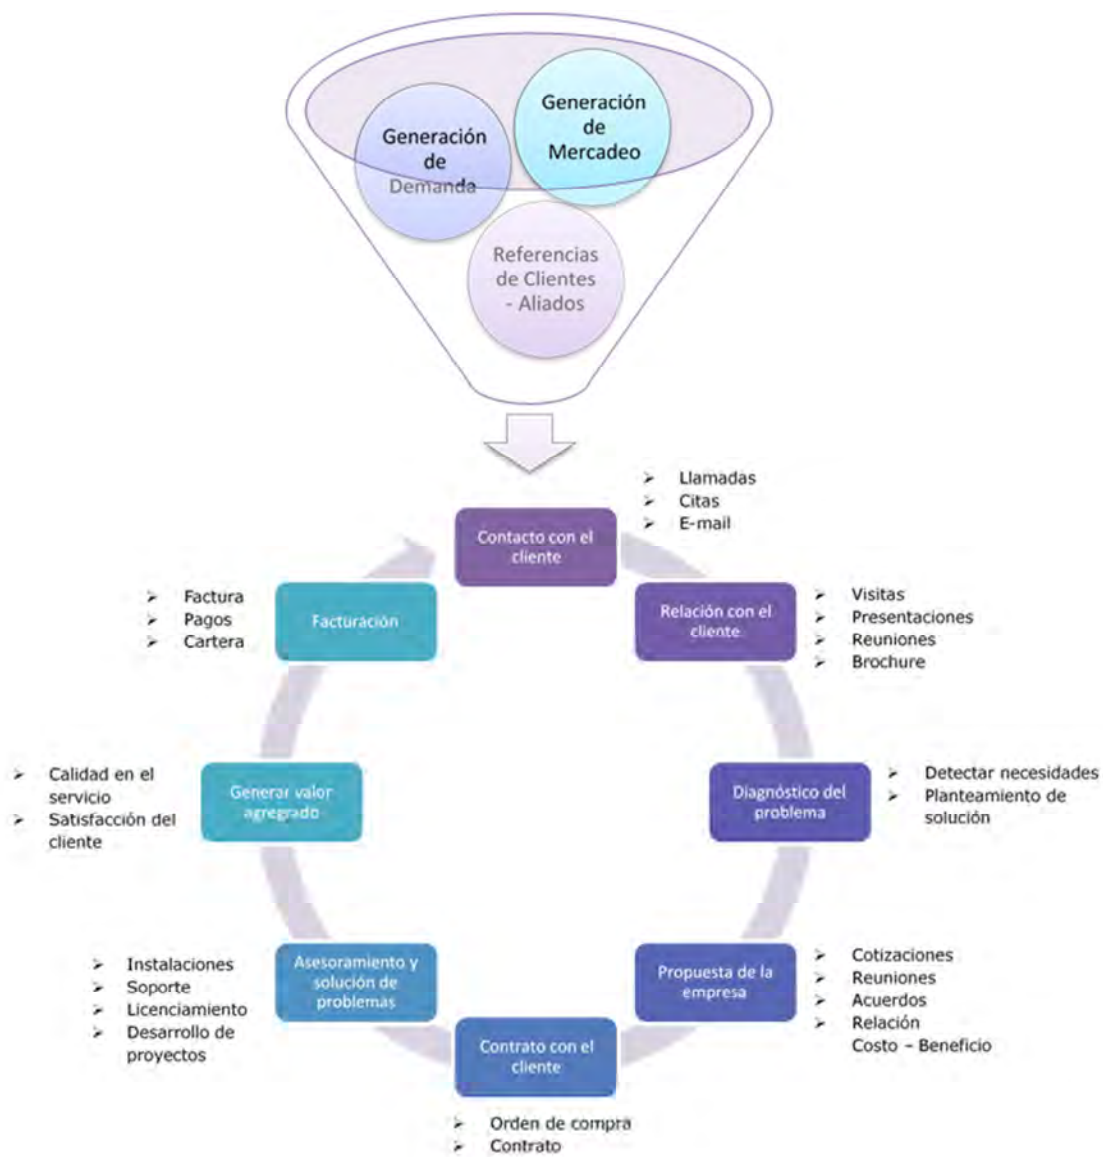 Generación
de
Demanda
Generación
de
Mercadeo
Referencias
de Clientes
- Aliados
Contacto con el
cliente
➢ Llamadas
➢ Citas
➢ E-mail
Relación con el
cliente
➢ Visitas
➢ Presentaciones
➢ Reuniones
➢ Brochure
Diagnóstico del
problema
➢ Detectar necesidades
➢ Planteamiento de
solución
Propuesta de la
empresa
➢ Cotizaciones
➢ Reuniones
➢ Acuerdos
➢ Relación
Costo – Beneficio
Contrato con el
cliente
➢ Orden de compra
➢ Contrato
Asesoramiento y
solución de
problemas
➢ Instalaciones
➢ Soporte
➢ Licenciamiento
➢ Desarrollo de
proyectos
Generar valor
agregrado
➢ Calidad en el
servicio
➢ Satisfacción del
cliente
Facturación
➢ Factura
➢ Pagos
➢ Cartera